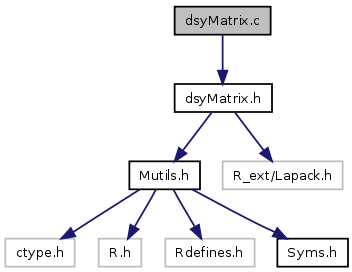 dsyMatrix.c
dsyMatrix.h
Mutils.h
R_ext/Lapack.h
ctype.h
R.h
Rdefines.h
Syms.h